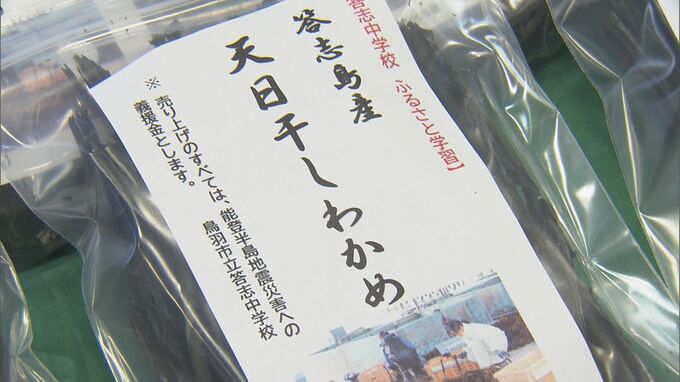 答志中学校 ふるさと学習】
答志島産
天日干しわかめ
※ 売り上げのすべては、能登半島地震災害への
義援金とします。
鳥羽市立答志中学校